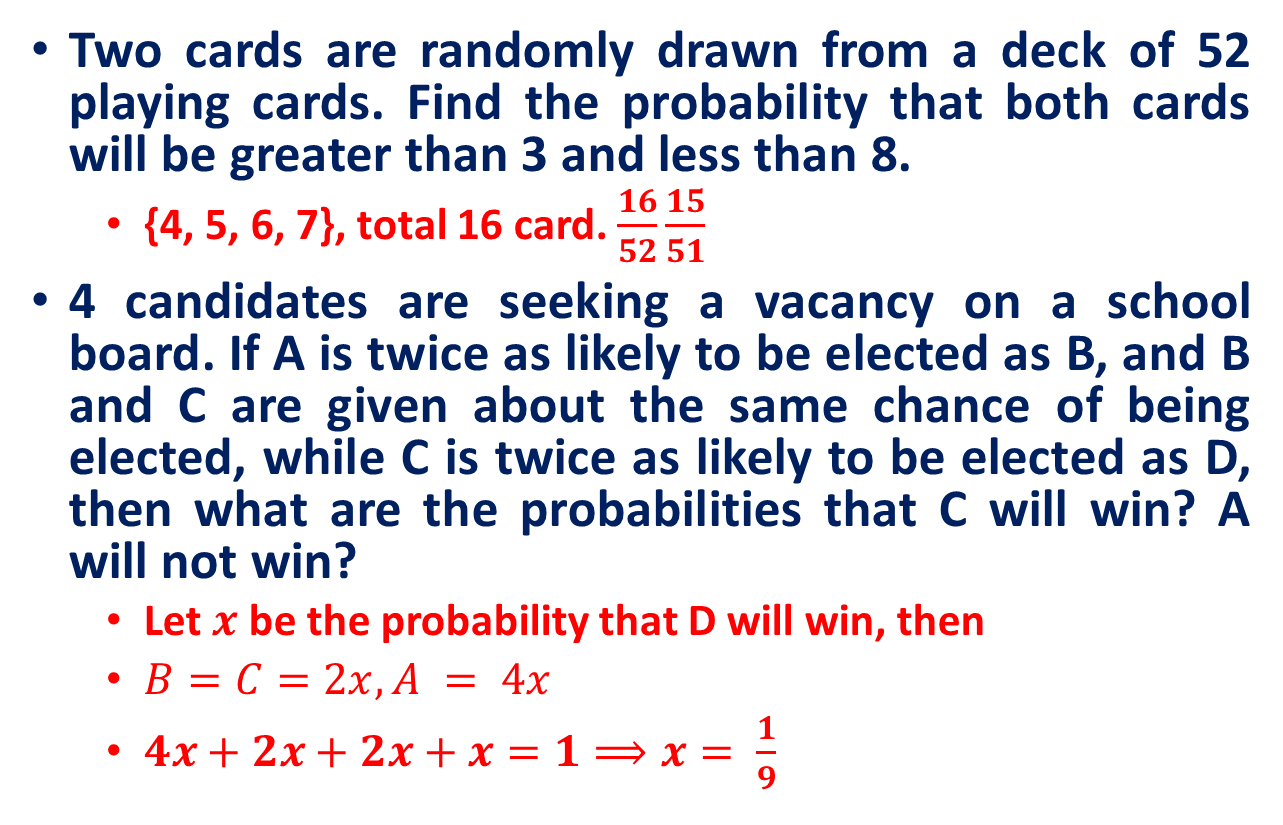 • Two cards are randomly drawn from a deck of 52
playing cards. Find the probability that both cards
will be greater than 3 and less than 8.
• {4, 5, 6, 7}, total 16 card. 16/52 15/51
• 4 candidates are seeking a vacancy on a school
board. If A is twice as likely to be elected as B, and B
and C are given about the same chance of being
elected, while C is twice as likely to be elected as D,
then what are the probabilities that C will win? A
will not win?
• Let x be the probability that D will win, then
• B = C = 2x, A = 4x
• 4x + 2x + 2x + x = 1 ⟹ x = 1/9